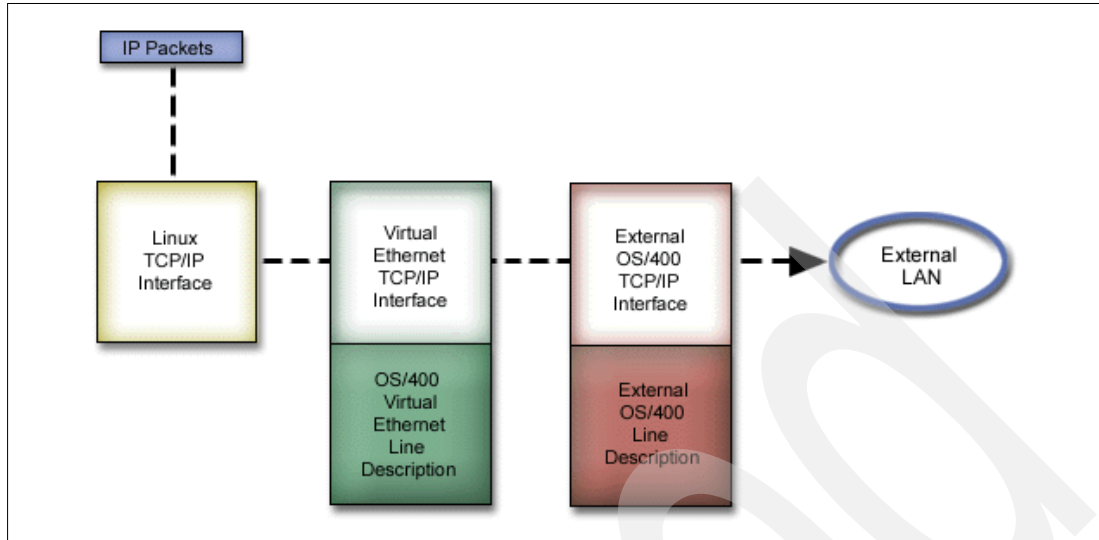 IP Packets
Linux
TCP/IP
Interface
Virtual
Ethernet
TCP/IP
Interface
External
OS/400
TCP/IP
Interface
External
LAN
OS/400
Virtual
Ethernet
Line
Description
External
OS/400
Line
Description